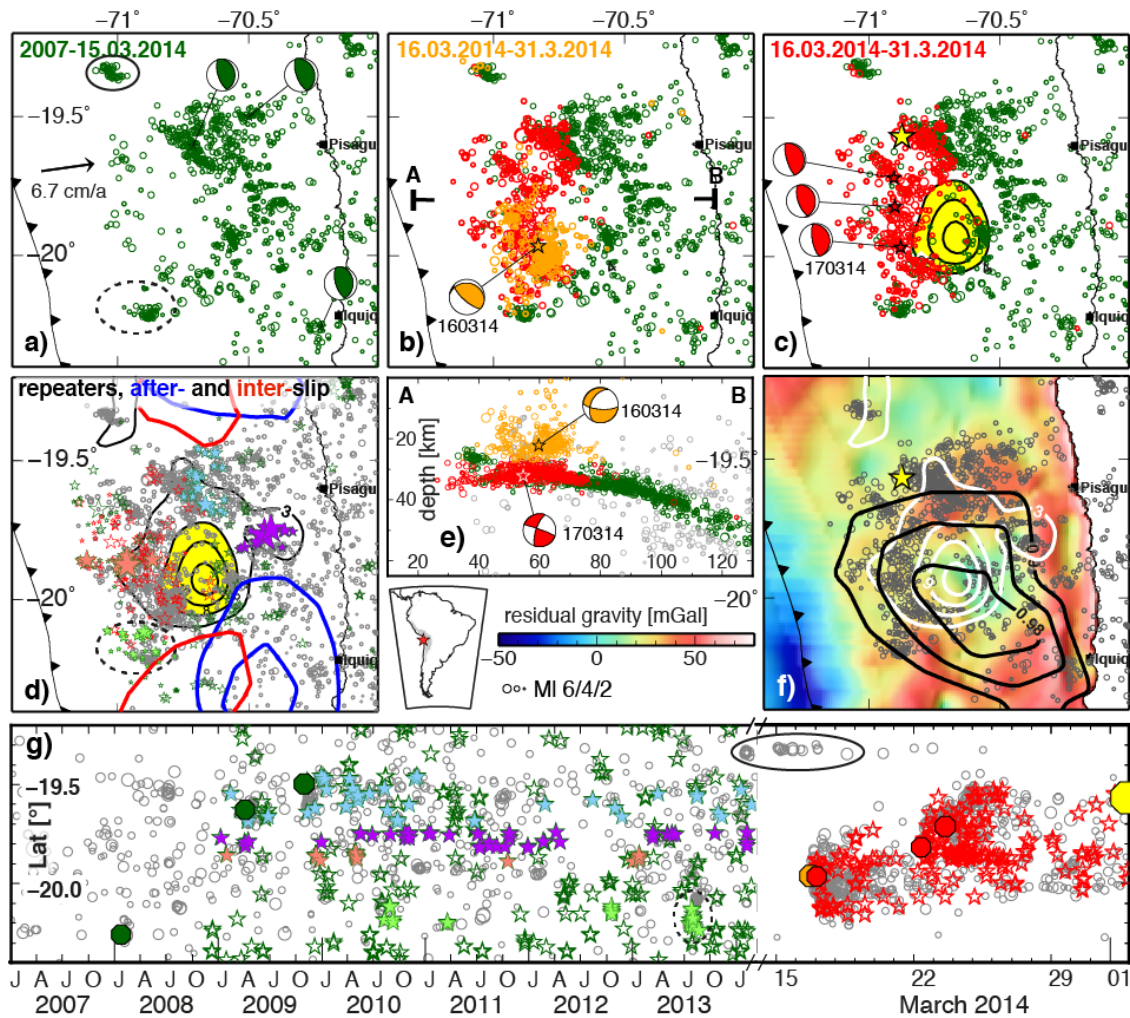 −71° −70.5° −71° −70.5° −71° −70.5°
2007-15.03.2014 16.03.2014-31.3.2014 16.03.2014-31.3.2014
−19.5°
Pisagu Pisagu
6.7 cm/a
A B
−20°
160314
170314
Iquiq Iquiq
a) b) c)
repeaters, after- and inter-slip
A B
160314
20
depth [km]
40
170314
e)
20 40 60 80 100 120
−19.5° −19.5°
Pisagu Pisagu
3 3
−20° −20°
0.98
Iquiq Iquiq
d) f)
residual gravity [mGal]
−50 0 50
Ml 6/4/2
g)
−19.5
Lat [°]
−20.0
J A J O J A J O J A J O J A J O J A J O J A J O J A J O J
15 22 29 01
2007 2008 2009 2010 2011 2012 2013 March 2014